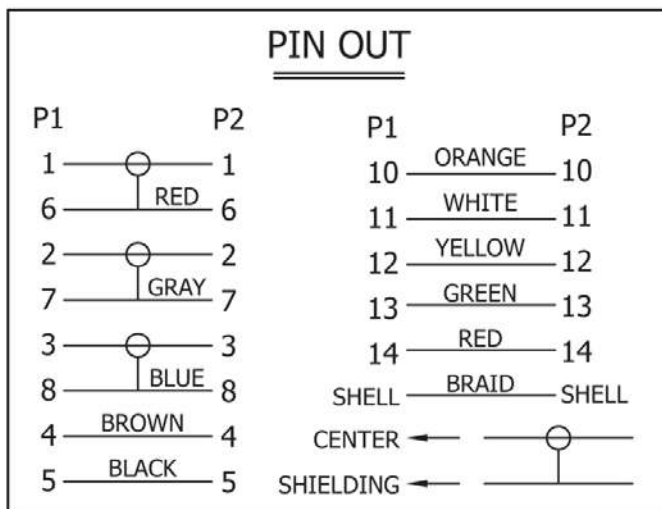 PIN OUT
P1 P2
1 1
6 RED 6
2 2
7 GRAY 7
3 3
8 BLUE 8
4 BROWN 4
5 BLACK 5
P1 P2
10 ORANGE 10
11 WHITE 11
12 YELLOW 12
13 GREEN 13
14 RED 14
SHELL BRAID SHELL
CENTER
SHIELDING